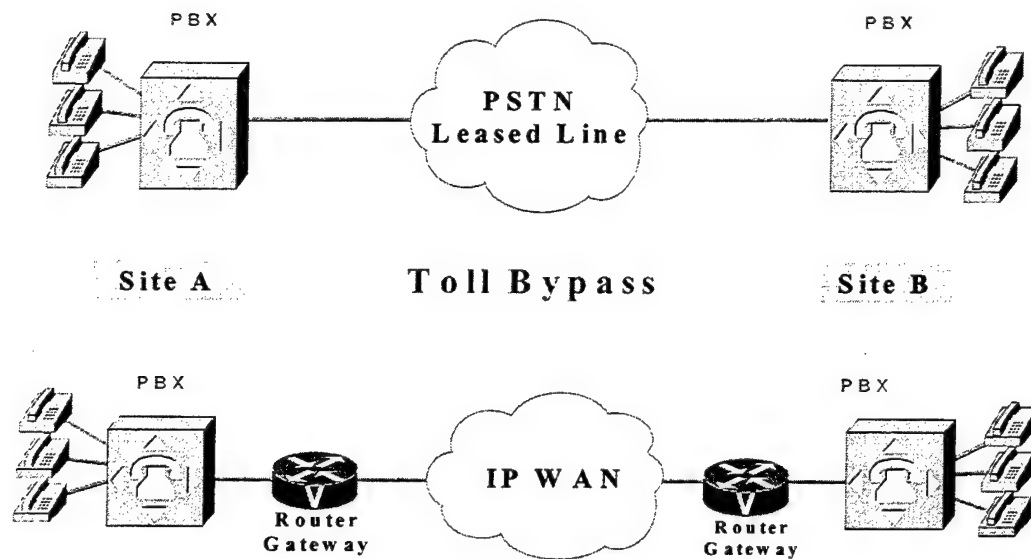 PBX
PBX
PSTN
Leased Line
Site A
Toll Bypass
Site B
PBX
PBX
IP WAN
V
V
Router
Gateway
Router
Gateway